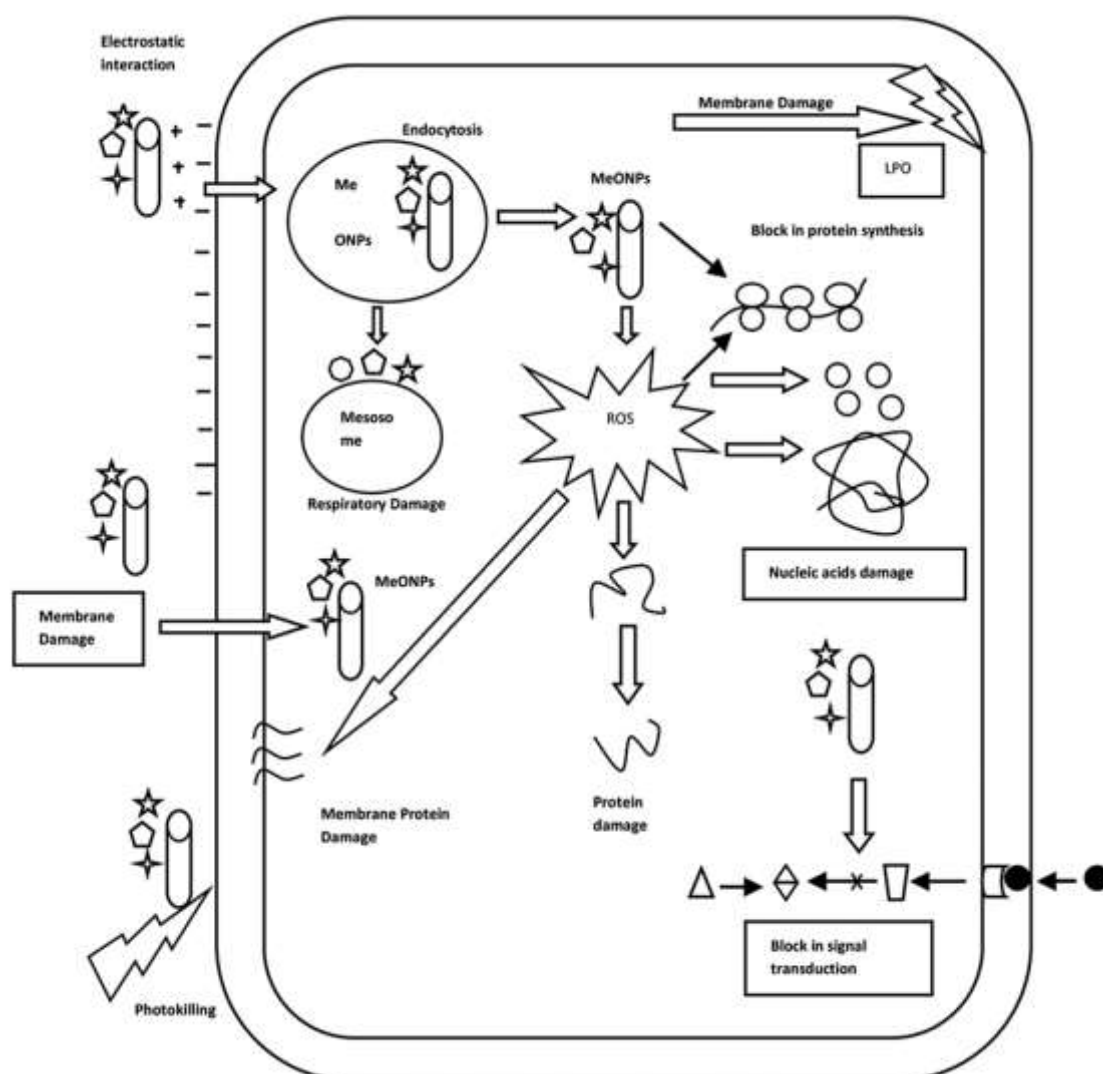 Electrostatic
interaction
Membrane Damage
LPO
Endocytosis
Me
ONPs
MeONPs
Block in protein synthesis
Mesoso
me
Respiratory Damage
ROS
MeONPs
Nucleic acids damage
Membrane
Damage
Membrane Protein
Damage
Protein
damage
Block in signal
transduction
Photokilling